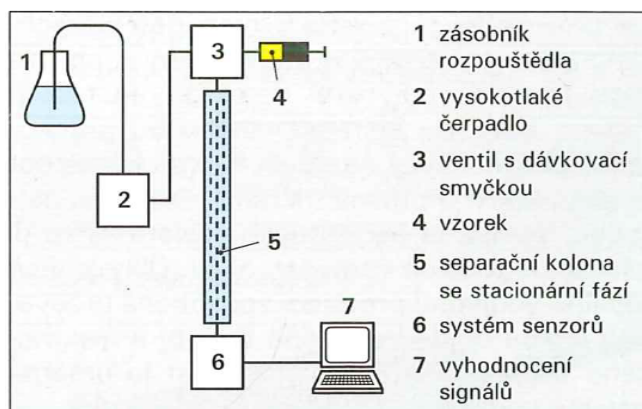 1
2
3
4
5
6
7
1 zásobník
rozpouštědla
2 vysokotlaké
čerpadlo
3 ventil s dávkovací
smyčkou
4 vzorek
5 separační kolona
se stacionární fází
6 systém senzorů
7 vyhodnocení
signálů